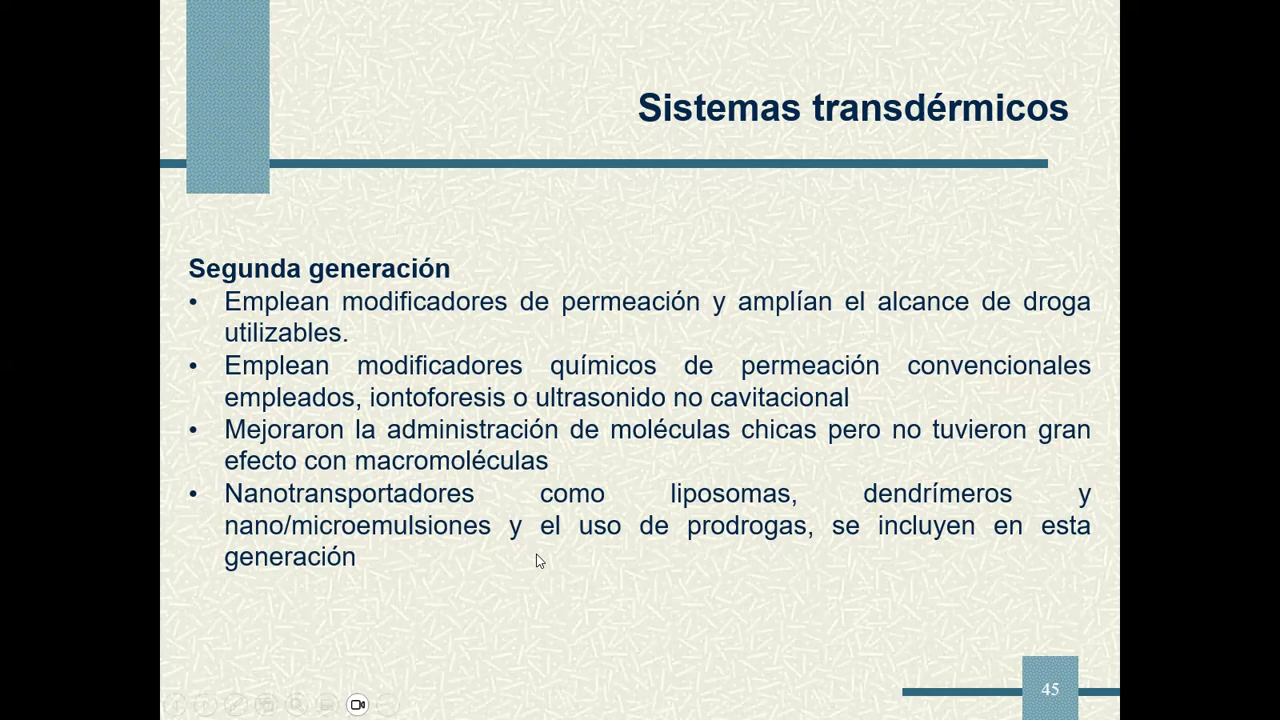 Sistemas transdérmicos
Segunda generación
• Emplean modificadores de permeación y amplían el alcance de droga
utilizables.
• Emplean modificadores químicos de permeación convencionales
empleados, iontoforesis o ultrasonido no cavitacional
• Mejoraron la administración de moléculas chicas pero no tuvieron gran
efecto con macromoléculas
• Nanotransportadores como liposomas, dendrímeros y
nano/microemulsiones y el uso de prodrogas, se incluyen en esta
generación
45